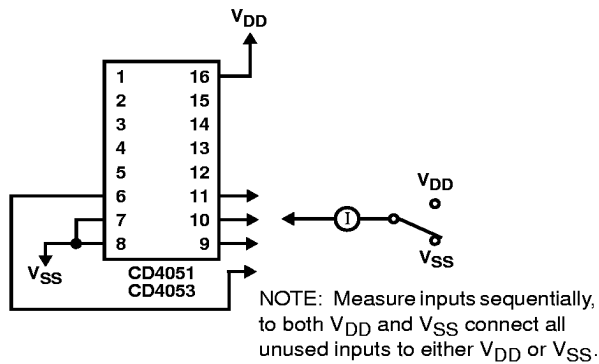 VDD
1 16
2 15
3 14
4 13
5 12
6 11
7 10
8 9
VSS
CD4051
CD4053
I
VDD
VSS
NOTE: Measure inputs sequentially,
to both VDD and VSS connect all
unused inputs to either VDD or VSS.